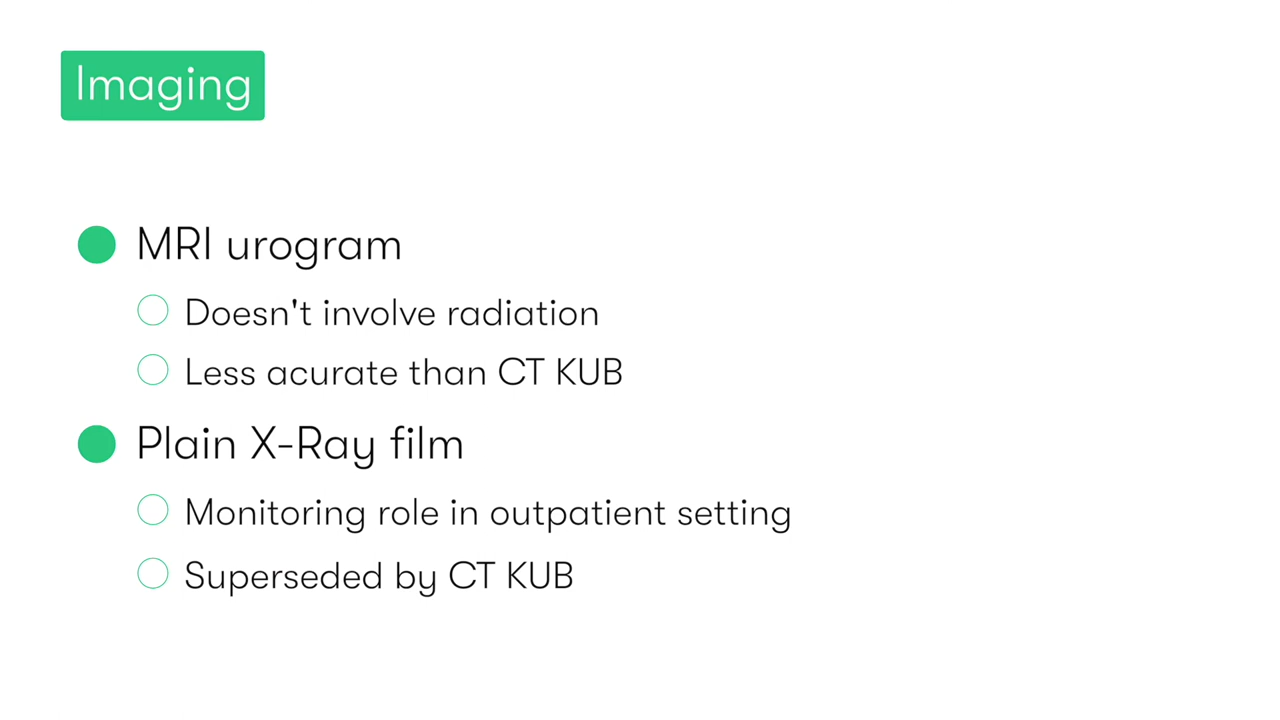 Imaging
MRI urogram
Doesn't involve radiation
Less acurate than CT KUB
Plain X-Ray film
Monitoring role in outpatient setting
Superseded by CT KUB